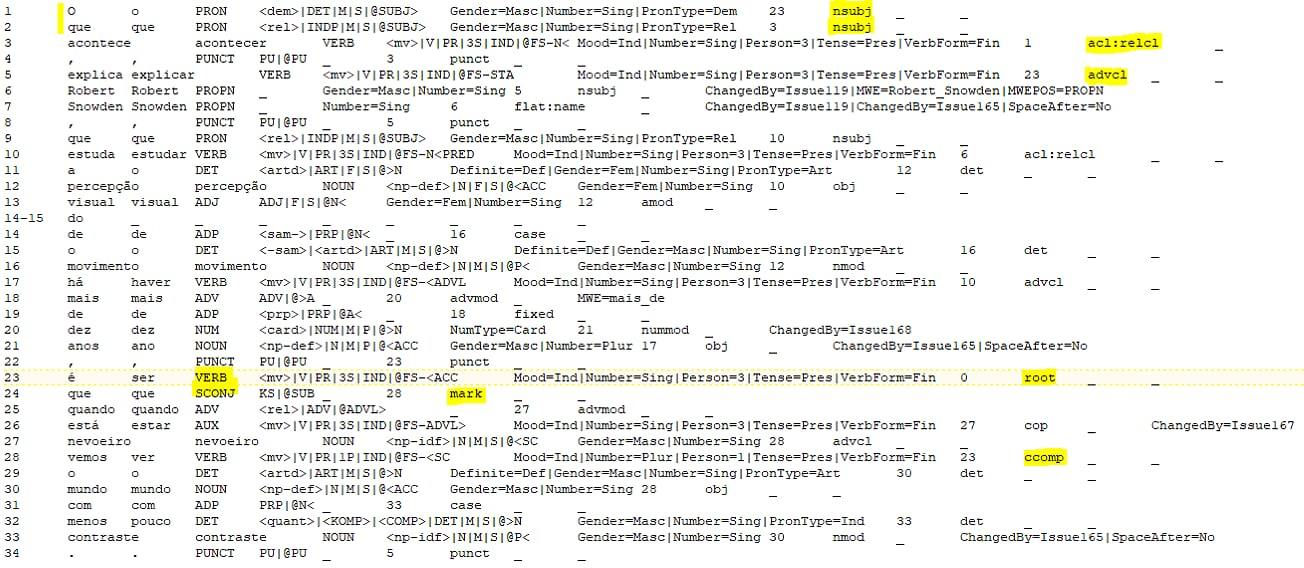 1 O o PRON <dem>|DET|M|S|@SUBJ> Gender=Masc|Number=Sing|PronType=Dem 23 nsubj _ _
2 que que PRON <rel>|INDP|M|S|@SUBJ> Gender=Masc|Number=Sing|PronType=Rel 3 nsubj _ _
3 acontece acontecer VERB <mv>|V|PR|3S|IND|@FS-N< Mood=Ind|Number=Sing|Person=3|Tense=Pres|VerbForm=Fin 1 acl:relcl _
4 , , PUNCT PU|@PU _ 3 punct _ _
5 explica explicar VERB <mv>|V|PR|3S|IND|@FS-STA Mood=Ind|Number=Sing|Person=3|Tense=Pres|VerbForm=Fin 23 advcl _ _
6 Robert Robert PROPN _ Gender=Masc|Number=Sing 5 nsubj _ ChangedBy=Issue119|MWE=Robert_Snowden|MWEPOS=PROPN
7 Snowden Snowden PROPN _ Number=Sing 6 flat:name _ ChangedBy=Issue119|ChangedBy=Issue165|SpaceAfter=No
8 , , PUNCT PU|@PU _ 5 punct _ _
9 que que PRON <rel>|INDP|M|S|@SUBJ> Gender=Masc|Number=Sing|PronType=Rel 10 nsubj _ _
10 estuda estudar VERB <mv>|V|PR|3S|IND|@FS-N<PRED Mood=Ind|Number=Sing|Person=3|Tense=Pres|VerbForm=Fin 6 acl:relcl _ _
11 a o DET <artd>|ART|F|S|@>N Definite=Def|Gender=Fem|Number=Sing|PronType=Art 12 det _ _
12 percepção percepção NOUN <np-def>|N|F|S|@<ACC Gender=Fem|Number=Sing 10 obj _ _
13 visual visual ADJ ADJ|F|S|@N< Gender=Fem|Number=Sing 12 amod _ _
14-15 do _ _ _ _ _ _ _ _
14 de de ADP <sam->|PRP|@N< _ 16 case _ _
15 o o DET <-sam>|<artd>|ART|M|S|@>N Definite=Def|Gender=Masc|Number=Sing|PronType=Art 16 det _ _
16 movimento movimento NOUN <np-def>|N|M|S|@P< Gender=Masc|Number=Sing 12 nmod _ _
17 há haver VERB <mv>|V|PR|3S|IND|@FS-<ADVL Mood=Ind|Number=Sing|Person=3|Tense=Pres|VerbForm=Fin 10 advcl _ _
18 mais mais ADV ADV|@>A _ 20 advmod _ MWE=mais_de
19 de de ADP <prp>|PRP|@A< _ 18 fixed _ _
20 dez dez NUM <card>|NUM|M|P|@>N NumType=Card 21 nummod _ ChangedBy=Issue168
21 anos ano NOUN <np-def>|N|M|P|@<ACC Gender=Masc|Number=Plur 17 obj _ ChangedBy=Issue165|SpaceAfter=No
22 , , PUNCT PU|@PU _ 23 punct _ _
23 é ser VERB <mv>|V|PR|3S|IND|@FS-<ACC Mood=Ind|Number=Sing|Person=3|Tense=Pres|VerbForm=Fin 0 root _ _
24 que que SCONJ KS|@SUB _ 28 mark _ _
25 quando quando ADV <rel>|ADV|@ADVL> _ 27 advmod _ _
26 está estar AUX <mv>|V|PR|3S|IND|@FS-ADVL> Mood=Ind|Number=Sing|Person=3|Tense=Pres|VerbForm=Fin 27 cop _ ChangedBy=Issue167
27 nevoeiro nevoeiro NOUN <np-idf>|N|M|S|@<SC Gender=Masc|Number=Sing 28 advcl _ _
28 vemos ver VERB <mv>|V|PR|1P|IND|@FS-<SC Mood=Ind|Number=Plur|Person=1|Tense=Pres|VerbForm=Fin 23 ccomp _ _
29 o o DET <artd>|ART|M|S|@>N Definite=Def|Gender=Masc|Number=Sing|PronType=Art 30 det _ _
30 mundo mundo NOUN <np-def>|N|M|S|@<ACC Gender=Masc|Number=Sing 28 obj _ _
31 com com ADP PRP|@N< _ 33 case _ _
32 menos pouco DET <quant>|<KOMP>|<COMP>|DET|M|S|@>N Gender=Masc|Number=Sing|PronType=Ind 33 det _ _
33 contraste contraste NOUN <np-idf>|N|M|S|@P< Gender=Masc|Number=Sing 30 nmod _ ChangedBy=Issue165|SpaceAfter=No
34 . . PUNCT PU|@PU _ 5 punct _ _